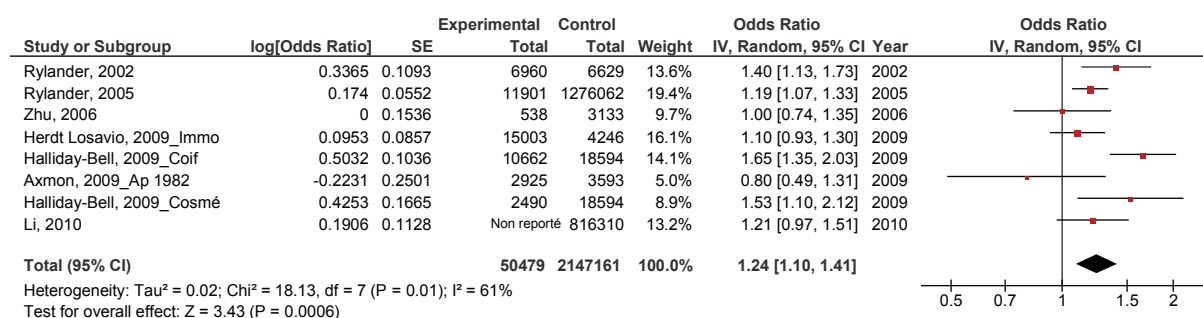 Experimental Control Odds Ratio Odds Ratio
Study or Subgroup log[Odds Ratio] SE Total Total Weight IV, Random, 95% CI Year IV, Random, 95% CI
Rylander, 2002 0.3365 0.1093 6960 6629 13.6% 1.40 [1.13, 1.73] 2002
Rylander, 2005 0.174 0.0552 11901 1276062 19.4% 1.19 [1.07, 1.33] 2005
Zhu, 2006 0 0.1536 538 3133 9.7% 1.00 [0.74, 1.35] 2006
Herdt Losavio, 2009_Immo 0.0953 0.0857 15003 4246 16.1% 1.10 [0.93, 1.30] 2009
Halliday-Bell, 2009_Coif 0.5032 0.1036 10662 18594 14.1% 1.65 [1.35, 2.03] 2009
Axmon, 2009_Ap 1982 -0.2231 0.2501 2925 3593 5.0% 0.80 [0.49, 1.31] 2009
Halliday-Bell, 2009_Cosmé 0.4253 0.1665 2490 18594 8.9% 1.53 [1.10, 2.12] 2009
Li, 2010 0.1906 0.1128 Non reporté 816310 13.2% 1.21 [0.97, 1.51] 2010
Total (95% CI) 50479 2147161 100.0% 1.24 [1.10, 1.41]
Heterogeneity: Tau² = 0.02; Chi² = 18.13, df = 7 (P = 0.01); I² = 61%
Test for overall effect: Z = 3.43 (P = 0.0006)
0.5 0.7 1 1.5 2